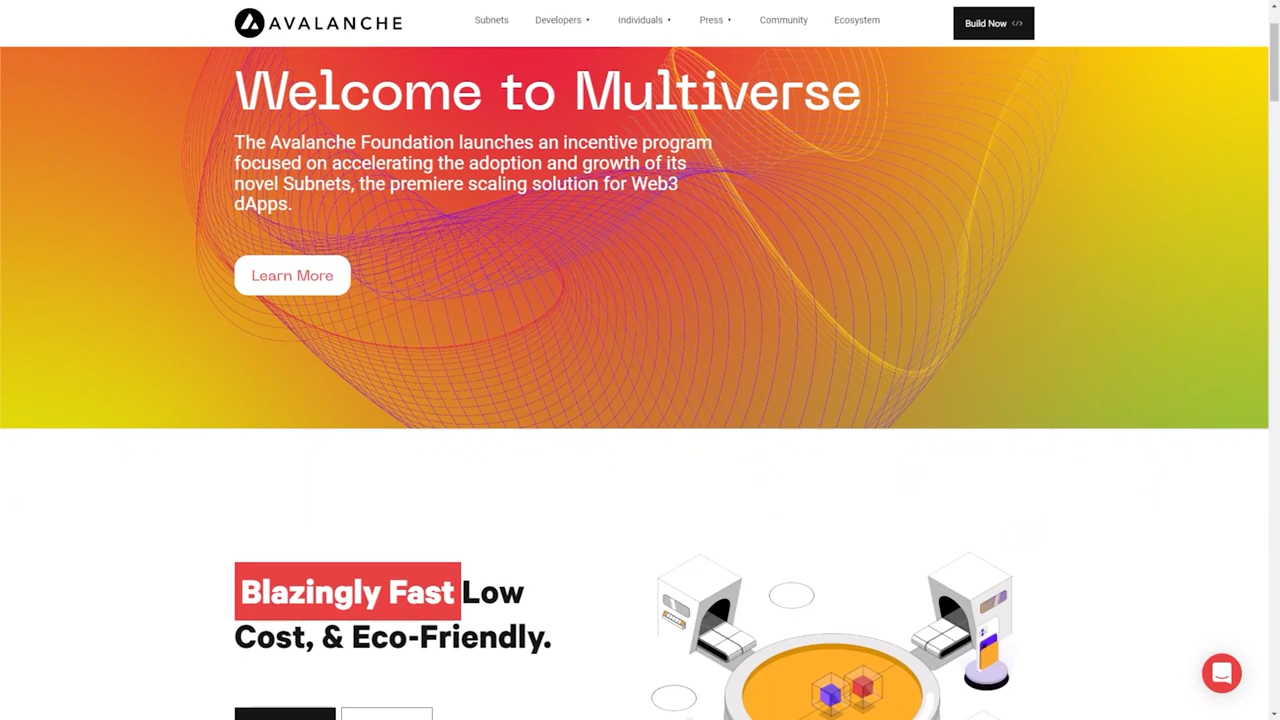 AVALANCHE
Subnets Developers Individuals Press Community Ecosystem
Build Now </>
Welcome to Multiverse
The Avalanche Foundation launches an incentive program
focused on accelerating the adoption and growth of its
novel Subnets, the premiere scaling solution for Web3
dApps.
Learn More
Blazingly Fast Low
Cost, & Eco-Friendly.